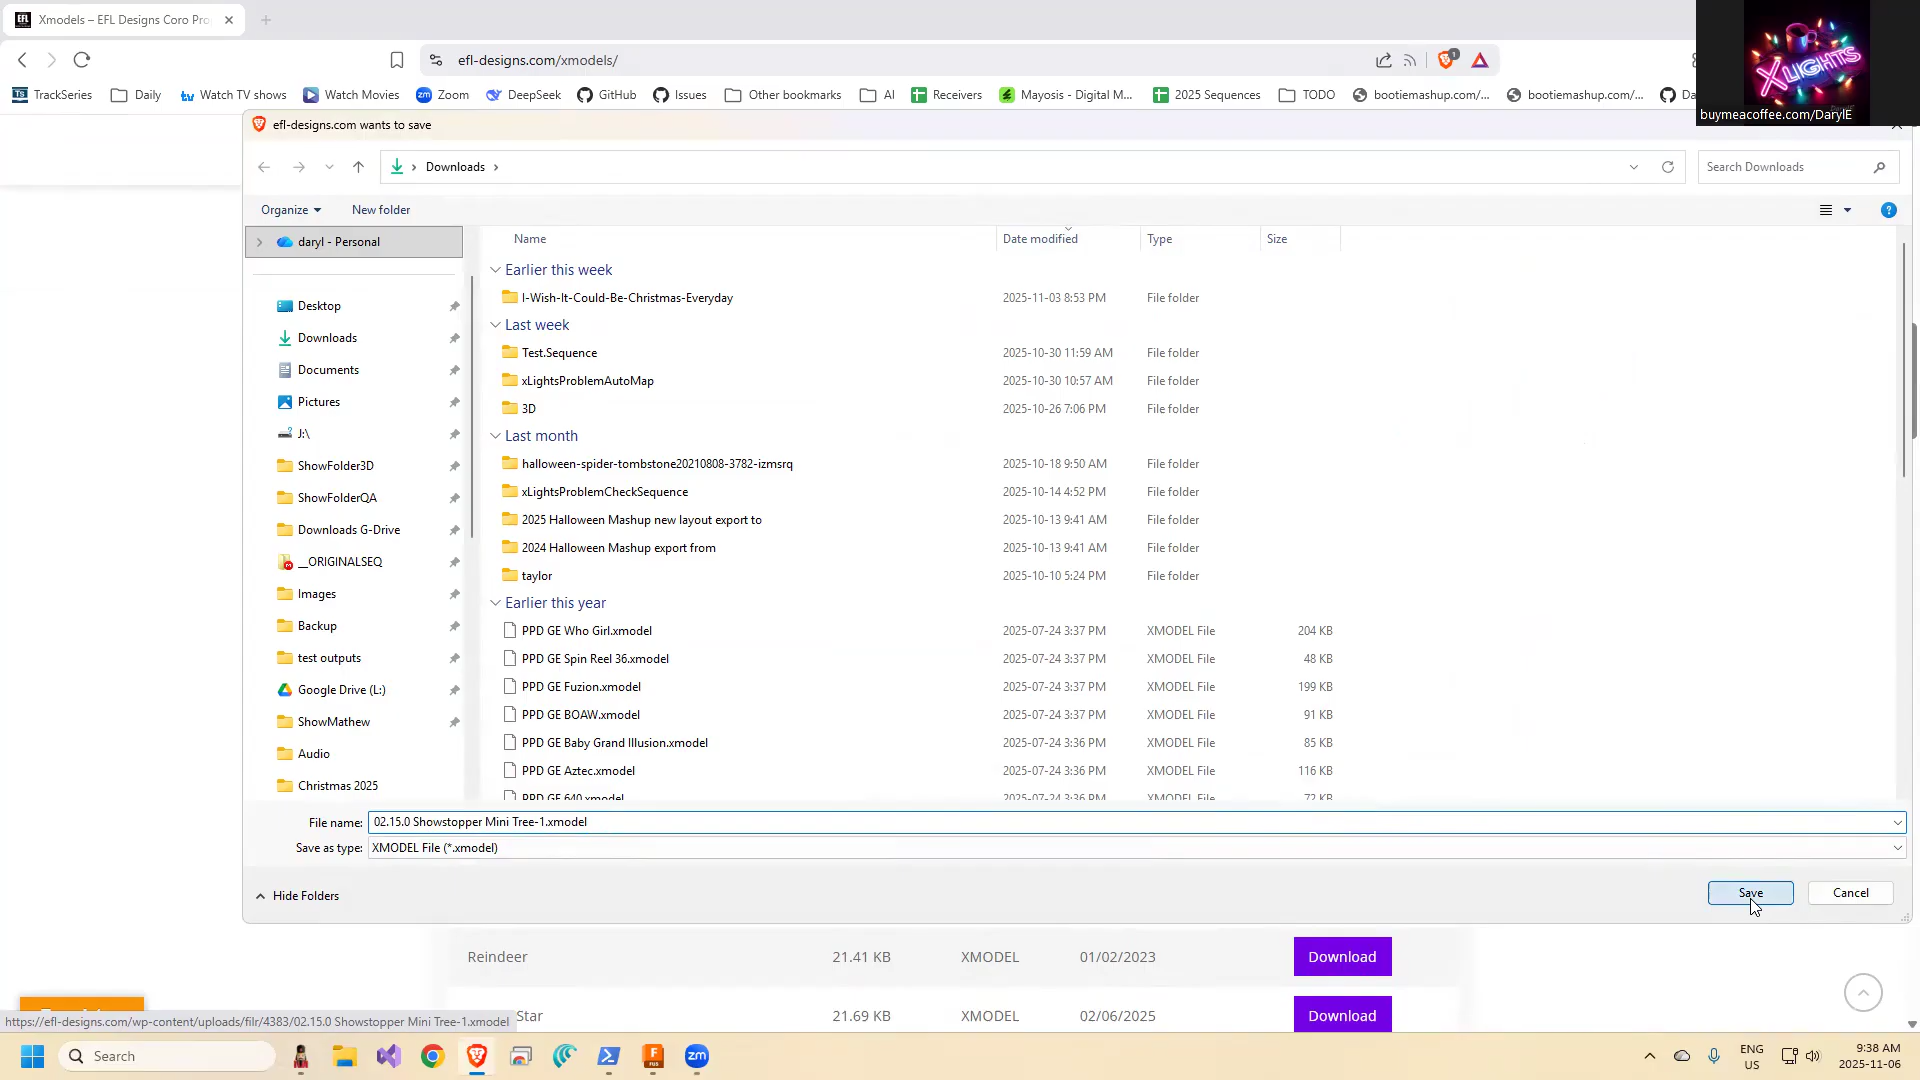 Xmodels – EFL Designs Coro Pro
efl-designs.com/xmodels/
1
XLIGHTS
buymeacoffee.com/DarylE
TrackSeries
Daily
Watch TV shows
Watch Movies
Zoom
DeepSeek
GitHub
Issues
Other bookmarks
AI
Receivers
Mayosis - Digital M...
2025 Sequences
TODO
bootiemashup.com/...
bootiemashup.com/...
efl-designs.com wants to save
Downloads
Search Downloads
Organize
New folder
daryl - Personal
Desktop
Downloads
Documents
Pictures
J:\
ShowFolder3D
ShowFolderQA
Downloads G-Drive
__ORIGINALSEQ
Images
Backup
test outputs
Google Drive (L:)
ShowMathew
Audio
Christmas 2025
Name Date modified Type Size
Earlier this week
I-Wish-It-Could-Be-Christmas-Everyday 2025-11-03 8:53 PM File folder
Last week
Test.Sequence 2025-10-30 11:59 AM File folder
xLightsProblemAutoMap 2025-10-30 10:57 AM File folder
3D 2025-10-26 7:06 PM File folder
Last month
halloween-spider-tombstone20210808-3782-izmsrq 2025-10-18 9:50 AM File folder
xLightsProblemCheckSequence 2025-10-14 4:52 PM File folder
2025 Halloween Mashup new layout export to 2025-10-13 9:41 AM File folder
2024 Halloween Mashup export from 2025-10-13 9:41 AM File folder
taylor 2025-10-10 5:24 PM File folder
Earlier this year
PPD GE Who Girl.xmodel 2025-07-24 3:37 PM XMODEL File 204 KB
PPD GE Spin Reel 36.xmodel 2025-07-24 3:37 PM XMODEL File 48 KB
PPD GE Fuzion.xmodel 2025-07-24 3:37 PM XMODEL File 199 KB
PPD GE BOAW.xmodel 2025-07-24 3:37 PM XMODEL File 91 KB
PPD GE Baby Grand Illusion.xmodel 2025-07-24 3:36 PM XMODEL File 85 KB
PPD GE Aztec.xmodel 2025-07-24 3:36 PM XMODEL File 116 KB
PPD GE 640.xmodel 2025-07-24 3:36 PM XMODEL File 72 KB
File name: 02.15.0 Showstopper Mini Tree-1.xmodel
Save as type: XMODEL File (*.xmodel)
Hide Folders
Save
Cancel
Reindeer 21.41 KB XMODEL 01/02/2023 Download
Star 21.69 KB XMODEL 02/06/2025 Download
https://efl-designs.com/wp-content/uploads/filr/4383/02.15.0 Showstopper Mini Tree-1.xmodel
Search
ENG
US
9:38 AM
2025-11-06